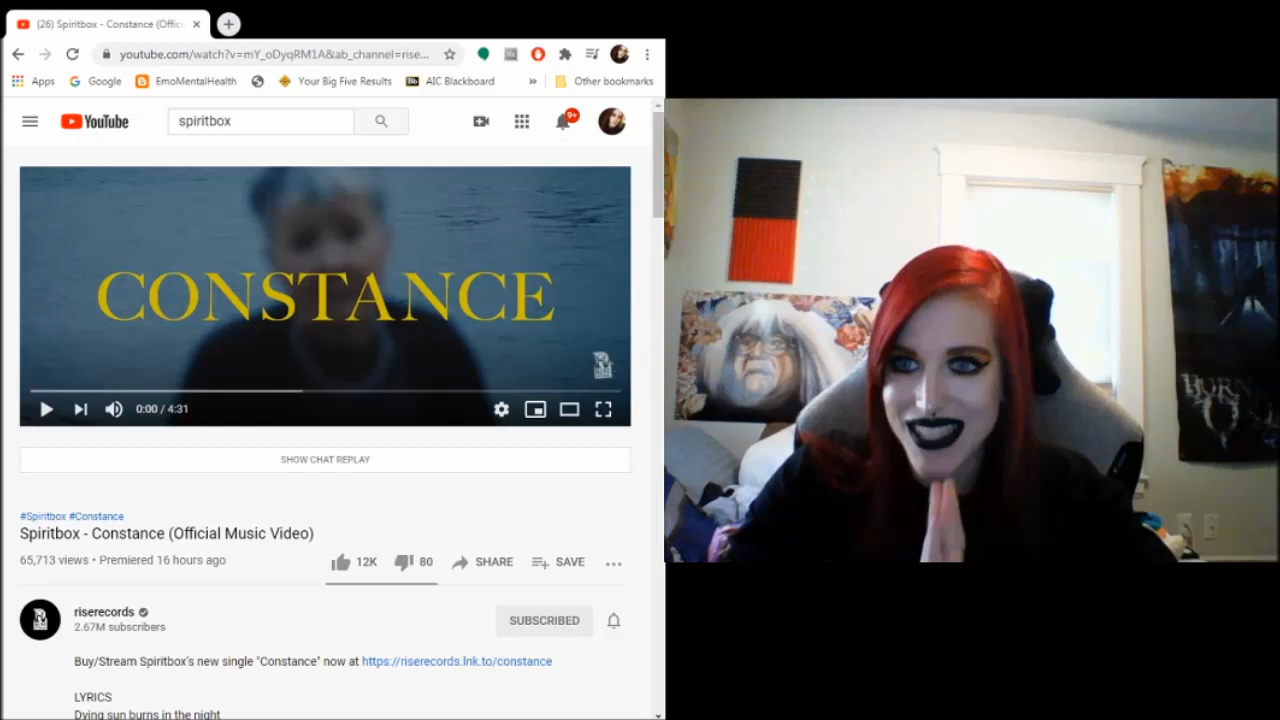 (26) Spiritbox - Constance (Offici
youtube.com/watch?v=mY_oDyqRM1A&ab_channel=rise...
Apps
Google
EmoMentalHealth
Your Big Five Results
Bb
AIC Blackboard
»
Other bookmarks
YouTube
spiritbox
9+
CONSTANCE
0:00 / 4:31
SHOW CHAT REPLAY
#Spiritbox #Constance
Spiritbox - Constance (Official Music Video)
65,713 views • Premiered 16 hours ago
12K
80
SHARE
SAVE
riserecords
2.67M subscribers
SUBSCRIBED
Buy/Stream Spiritbox's new single "Constance" now at https://riserecords.lnk.to/constance
LYRICS
Dying sun burns in the night
BORN